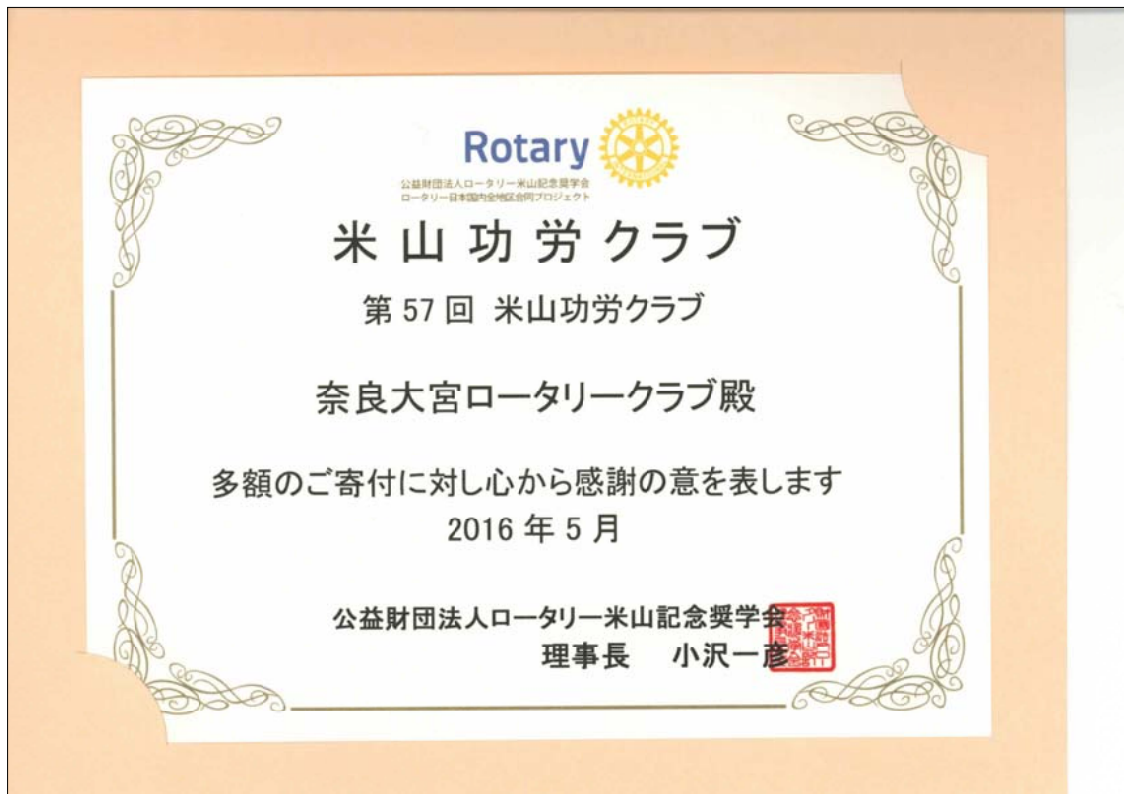 Rotary
公益財団法人ロータリー米山記念奨学会
ロータリー日本国内全地区合同プロジェクト
米山功労クラブ
第57回 米山功労クラブ
奈良大宮ロータリークラブ殿
多額のご寄付に対し心から感謝の意を表します
2016年5月
公益財団法人ロータリー米山記念奨学会
理事長 小沢一彦